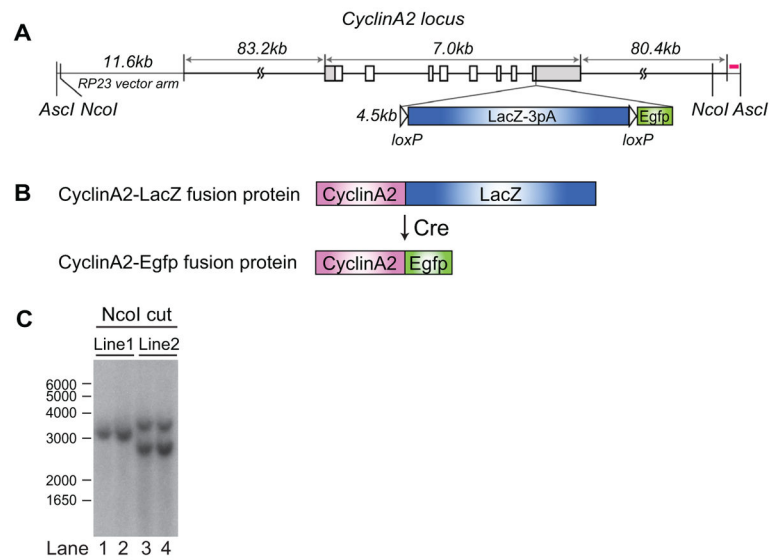 A
CyclinA2 locus
11.6kb 83.2kb 7.0kb 80.4kb
RP23 vector arm
AscI NcoI NcoI AscI
4.5kb LacZ-3pA Egfp
loxP loxP
B
CyclinA2-LacZ fusion protein CyclinA2 LacZ
Cre
CyclinA2-Egfp fusion protein CyclinA2 Egfp
C
NcoI cut
Line1 Line2
6000
5000
4000
3000
2000
1650
Lane 1 2 3 4